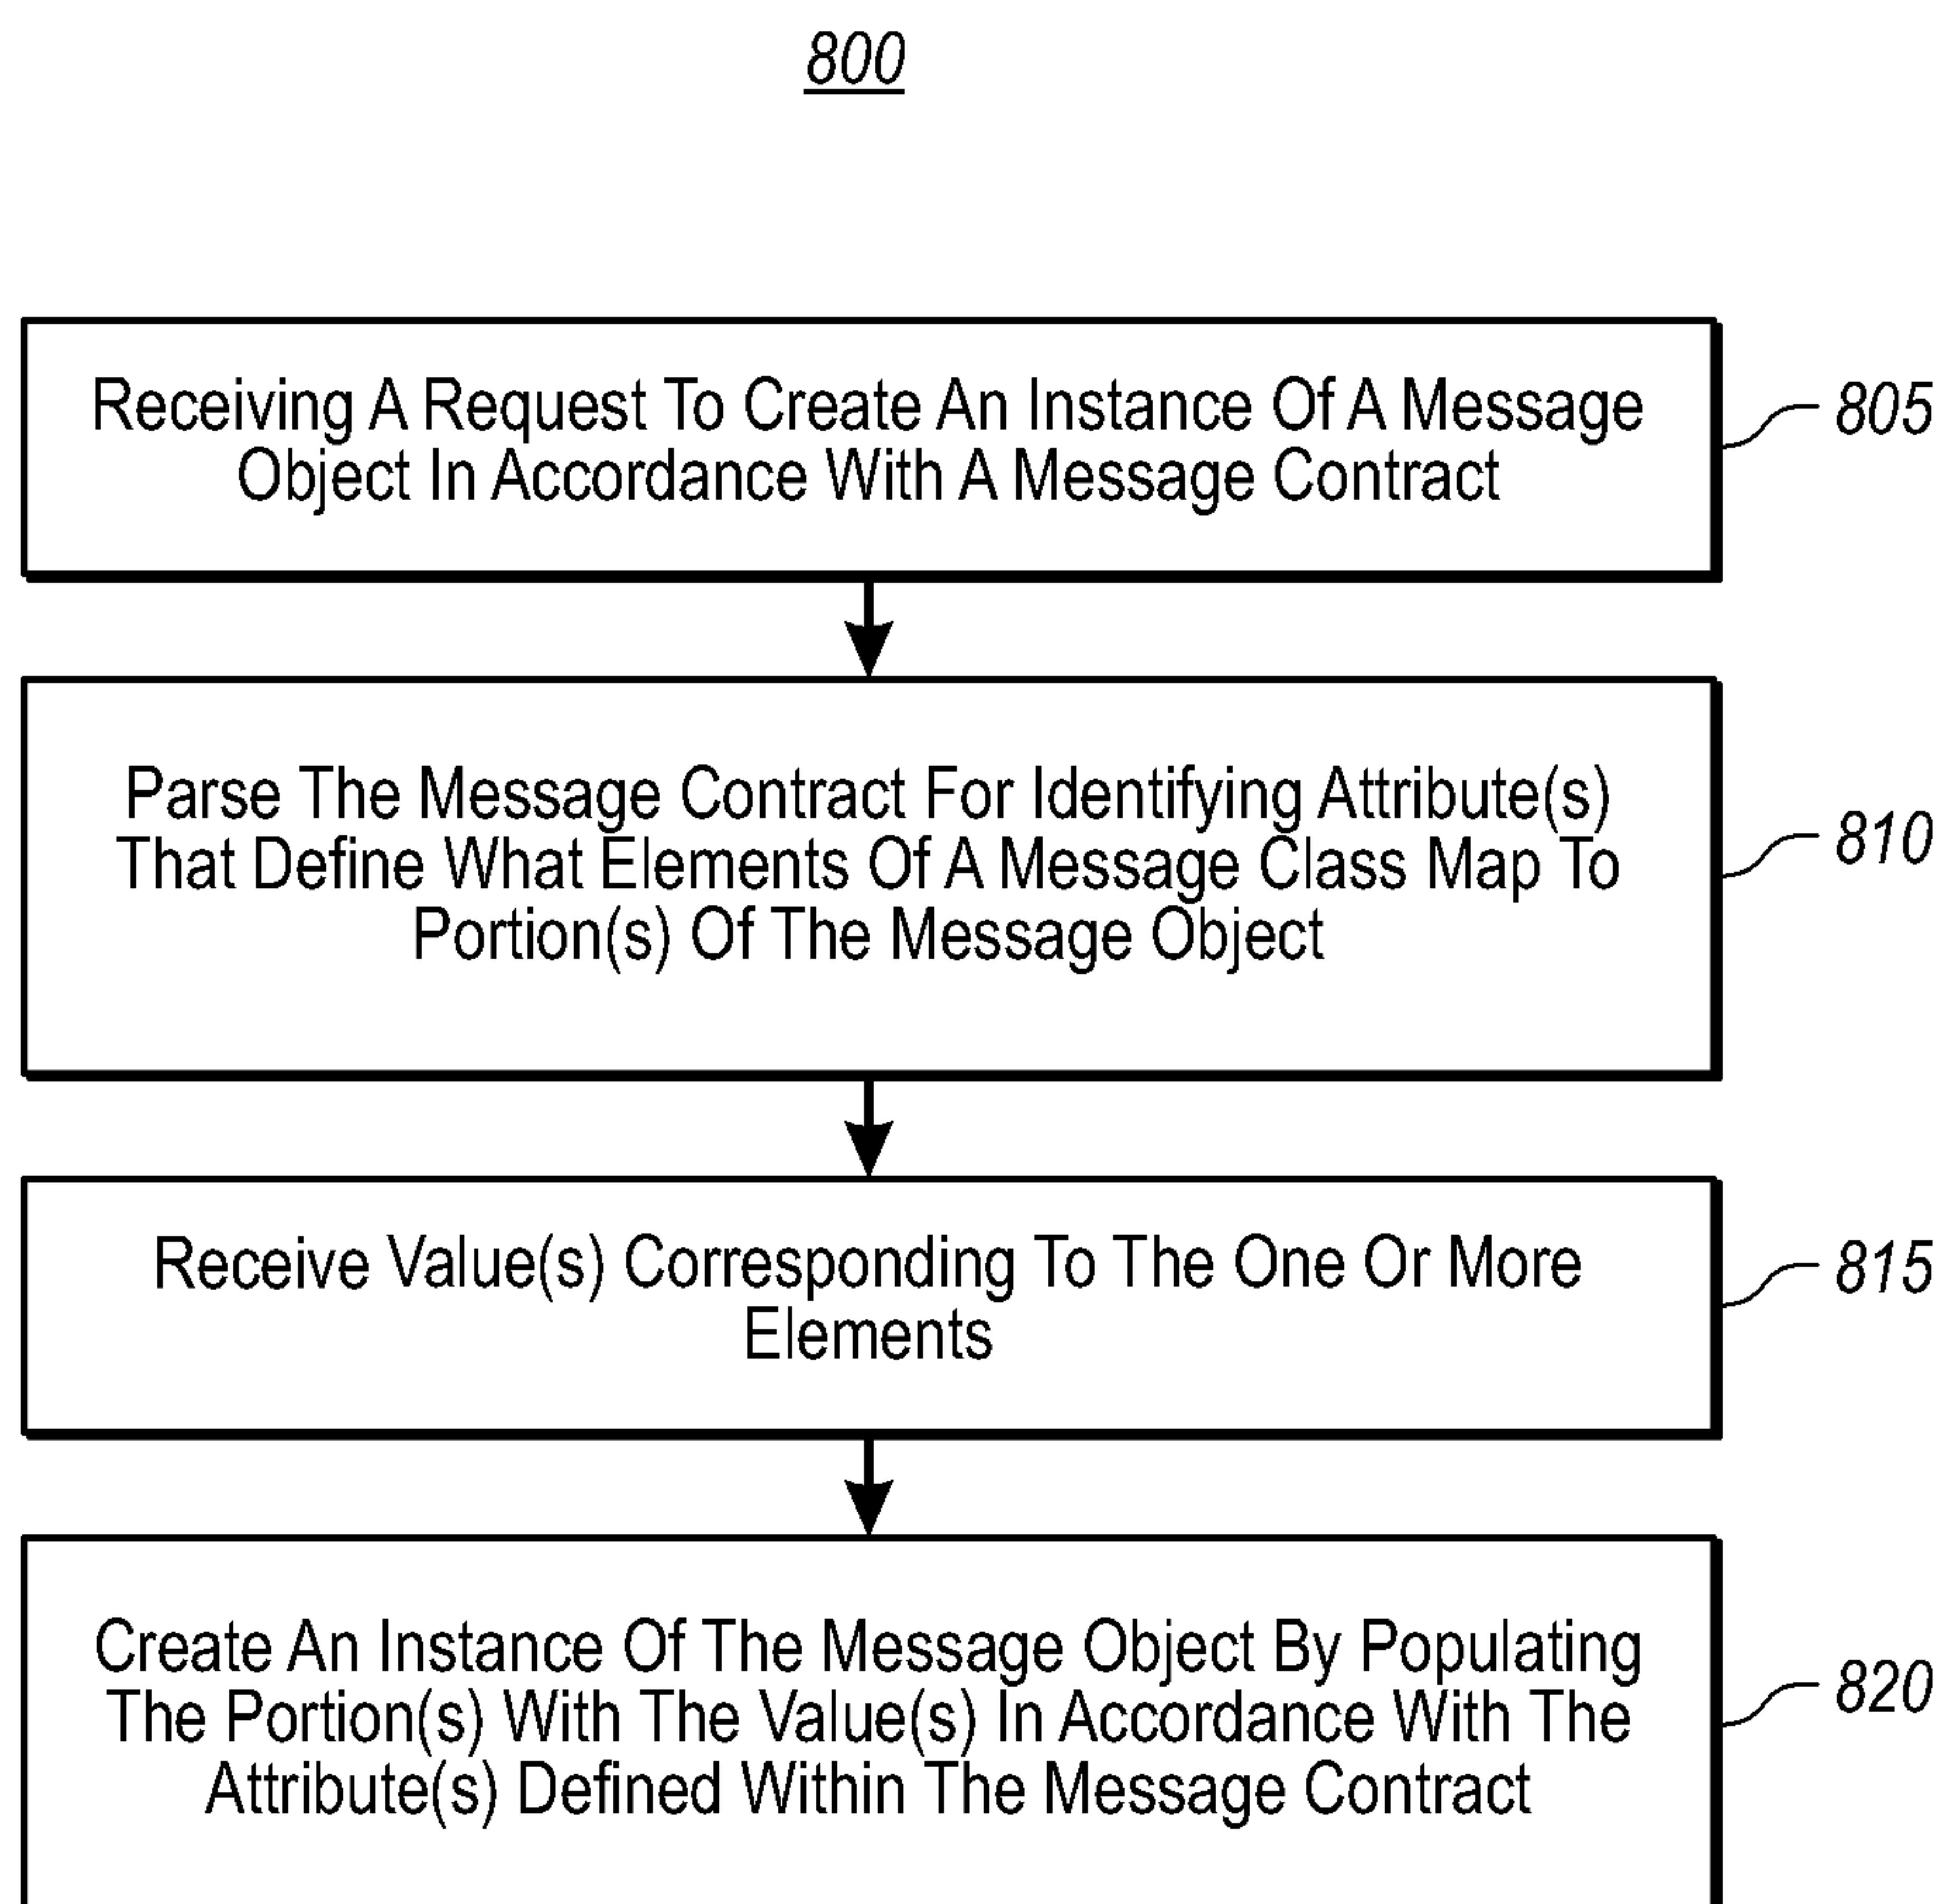 800
Receiving A Request To Create An Instance Of A Message
Object In Accordance With A Message Contract
805
Parse The Message Contract For Identifying Attribute(s)
That Define What Elements Of A Message Class Map To
Portion(s) Of The Message Object
810
Receive Value(s) Corresponding To The One Or More
Elements
815
Create An Instance Of The Message Object By Populating
The Portion(s) With The Value(s) In Accordance With The
Attribute(s) Defined Within The Message Contract
820